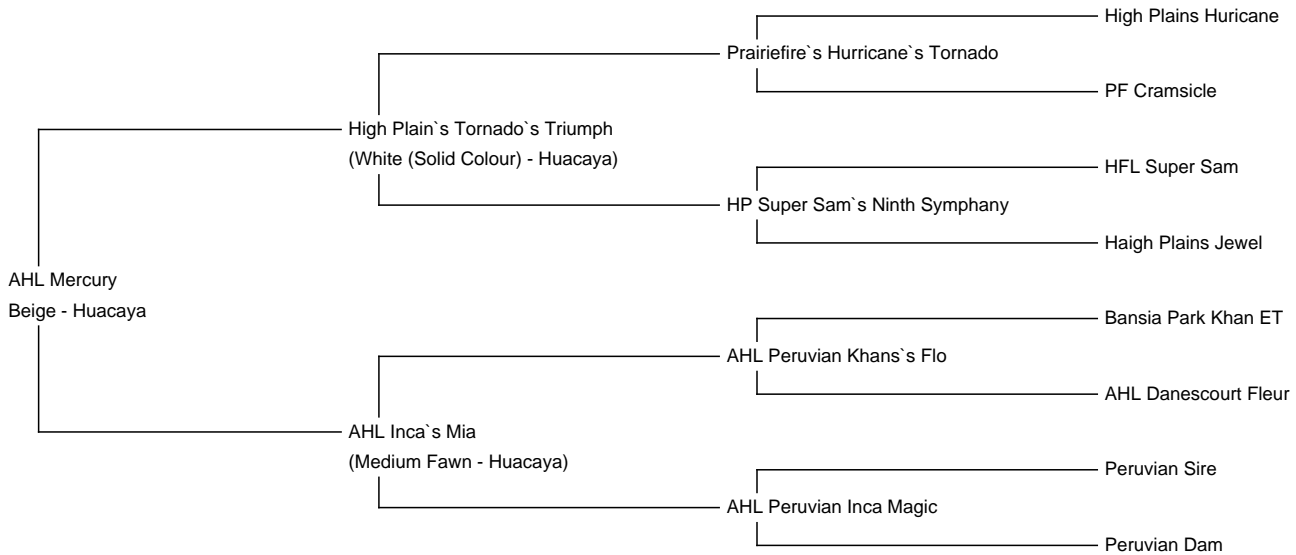 High Plains Huricane
Prairiefire`s Hurricane`s Tornado
PF Cramsicle
High Plain`s Tornado`s Triumph
(White (Solid Colour) - Huacaya)
HFL Super Sam
HP Super Sam`s Ninth Symphany
Haigh Plains Jewel
AHL Mercury
Beige - Huacaya
Bansia Park Khan ET
AHL Peruvian Khans`s Flo
AHL Danescourt Fleur
AHL Inca`s Mia
(Medium Fawn - Huacaya)
Peruvian Sire
AHL Peruvian Inca Magic
Peruvian Dam